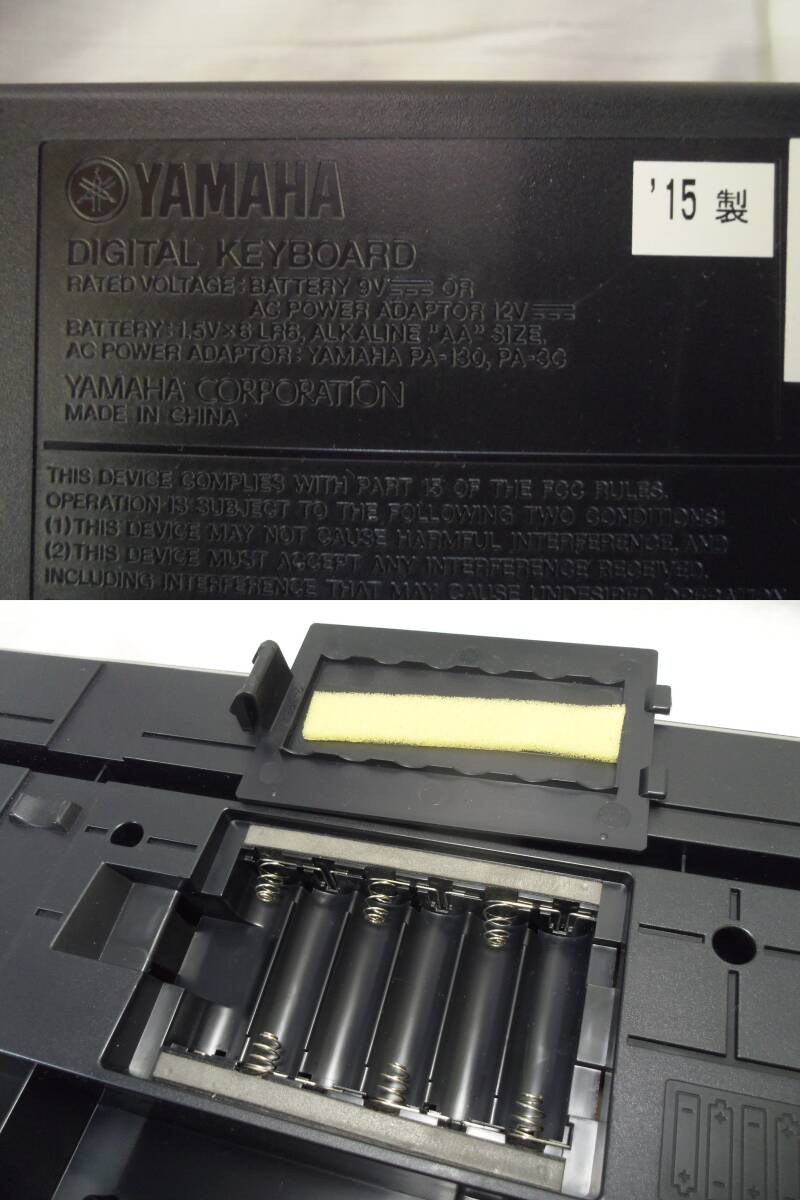 YAMAHA
'15 製
DIGITAL KEYBOARD
RATED VOLTAGE : BATTERY 9V OR
AC POWER ADAPTOR 12V
BATTERY : 1.5V×6 LR6, ALKALINE "AA" SIZE,
AC POWER ADAPTOR : YAMAHA PA-130, PA-3C
YAMAHA CORPORATION
MADE IN CHINA
THIS DEVICE COMPLIES WITH PART 15 OF THE FCC RULES.
OPERATION IS SUBJECT TO THE FOLLOWING TWO CONDITIONS:
(1) THIS DEVICE MAY NOT CAUSE HARMFUL INTERFERENCE, AND
(2) THIS DEVICE MUST ACCEPT ANY INTERFERENCE RECEIVED,
INCLUDING INTERFERENCE THAT MAY CAUSE UNDESIRED OPERATION